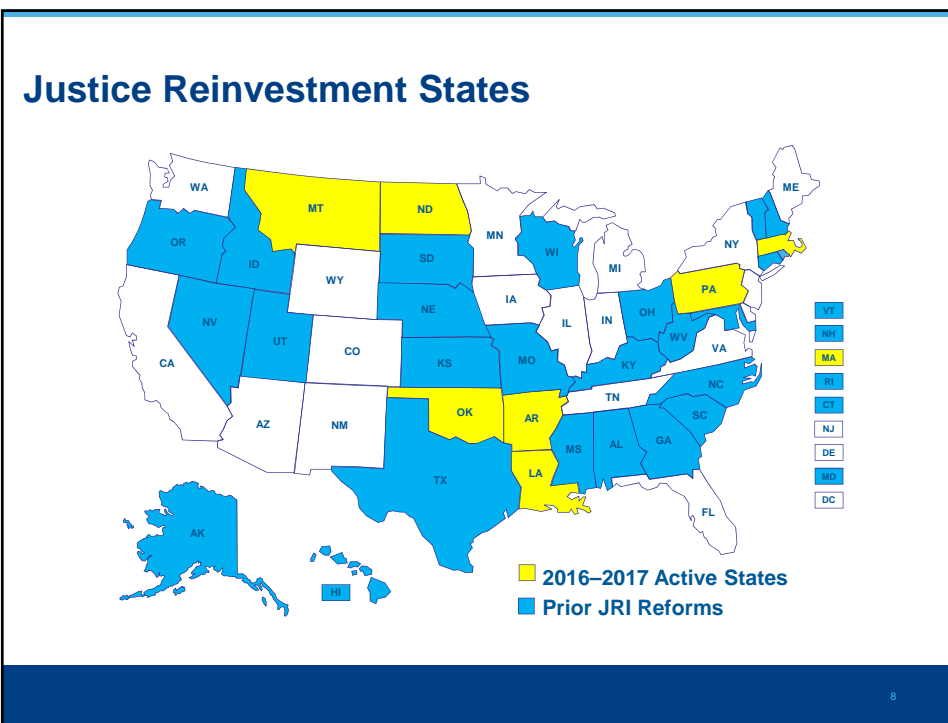 Justice Reinvestment States
WA
ME
MT
ND
MN
OR
NY
WI
SD
ID
MI
WY
PA
IA
NE
OH
IL
IN
NV
WV
UT
VA
CO
CA
KS
MO
KY
NC
TN
AZ
OK
NM
AR
SC
MS
AL
GA
LA
TX
FL
AK
HI
VT
NH
MA
RI
CT
NJ
DE
MD
DC
2016–2017 Active States
Prior JRI Reforms
8